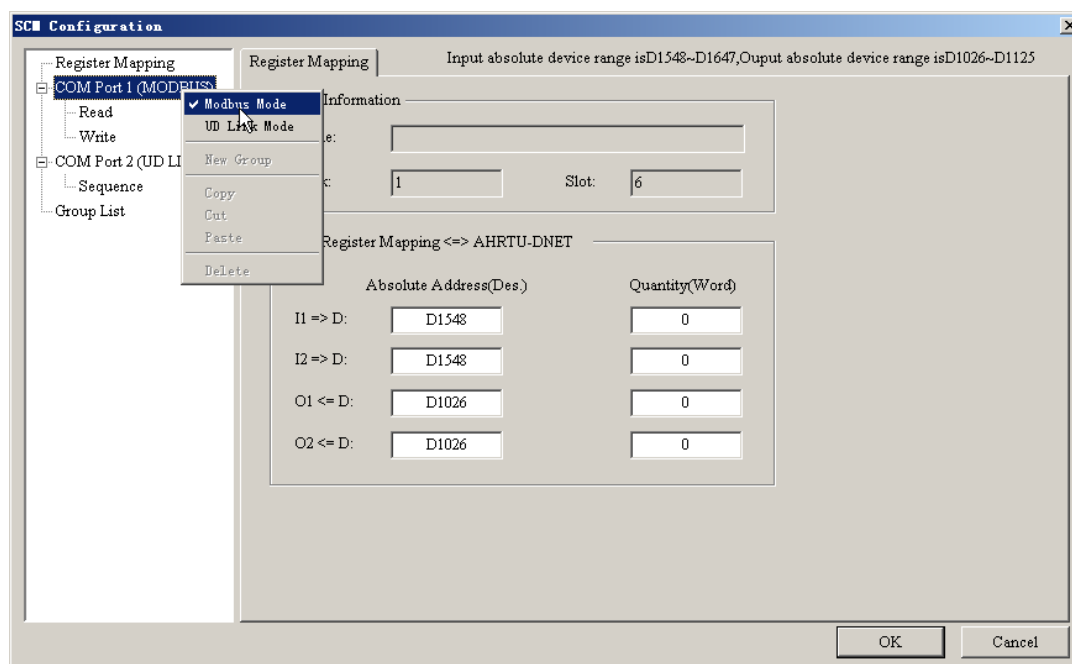 SCM Configuration
Register Mapping
COM Port 1 (MODBUS)
Read
Write
COM Port 2 (UD LI
Sequence
Group List
Modbus Mode
UD Link Mode
New Group
Copy
Cut
Paste
Delete
Register Mapping
Input absolute device range isD1548~D1647,Ouput absolute device range isD1026~D1125
Information
e:
k: 1 Slot: 6
Register Mapping <=> AHRTU-DNET
Absolute Address(Des.) Quantity(Word)
I1 => D: D1548 0
I2 => D: D1548 0
O1 <= D: D1026 0
O2 <= D: D1026 0
OK Cancel